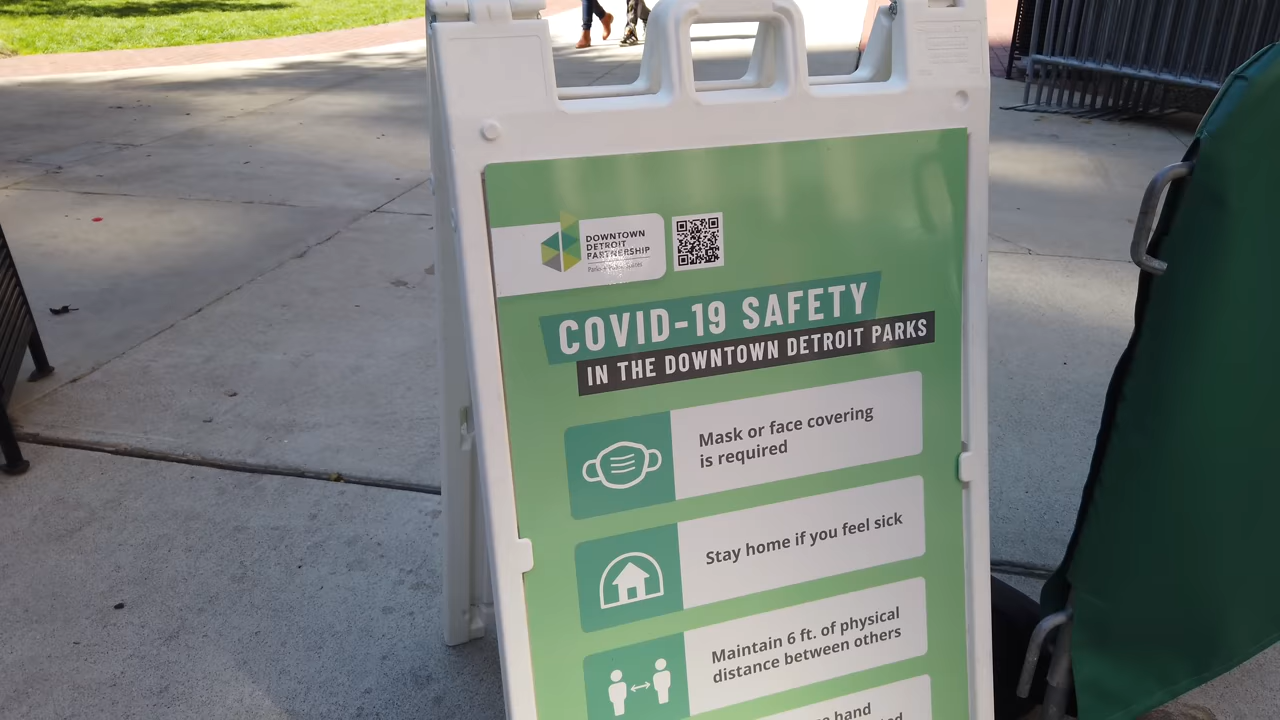 DOWNTOWN
DETROIT
PARTNERSHIP
COVID-19 SAFETY
IN THE DOWNTOWN DETROIT PARKS
Mask or face covering
is required
Stay home if you feel sick
Maintain 6 ft. of physical
distance between others
hand